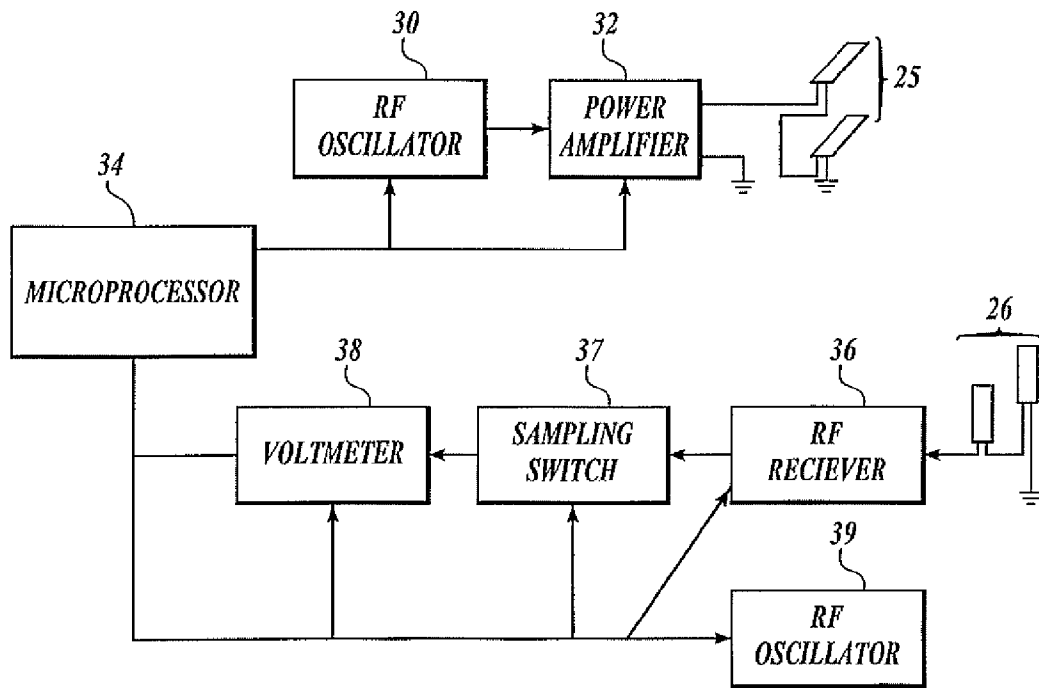 30
32
RF
OSCILLATOR
POWER
AMPLIFIER
25
34
MICROPROCESSOR
26
38
37
36
VOLTMETER
SAMPLING
SWITCH
RF
RECIEVER
39
RF
OSCILLATOR